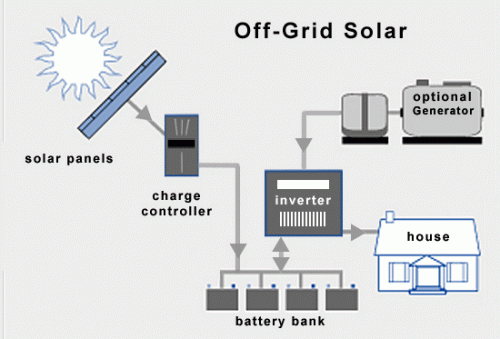 Off-Grid Solar
optional
Generator
solar panels
charge
controller
inverter
house
battery bank